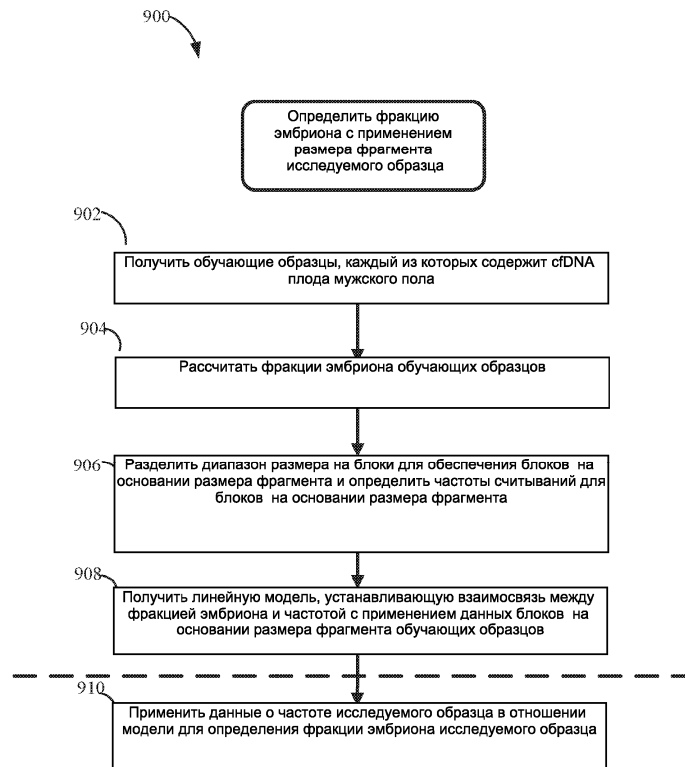 900
Определить фракцию
эмбриона с применением
размера фрагмента
исследуемого образца
902
Получить обучающие образцы, каждый из которых содержит cfDNA
плода мужского пола
904
Рассчитать фракции эмбриона обучающих образцов
906
Разделить диапазон размера на блоки для обеспечения блоков на
основании размера фрагмента и определить частоты считываний для
блоков на основании размера фрагмента
908
Получить линейную модель, устанавливающую взаимосвязь между
фракцией эмбриона и частотой с применением данных блоков на
основании размера фрагмента обучающих образцов
910
Применить данные о частоте исследуемого образца в отношении
модели для определения фракции эмбриона исследуемого образца